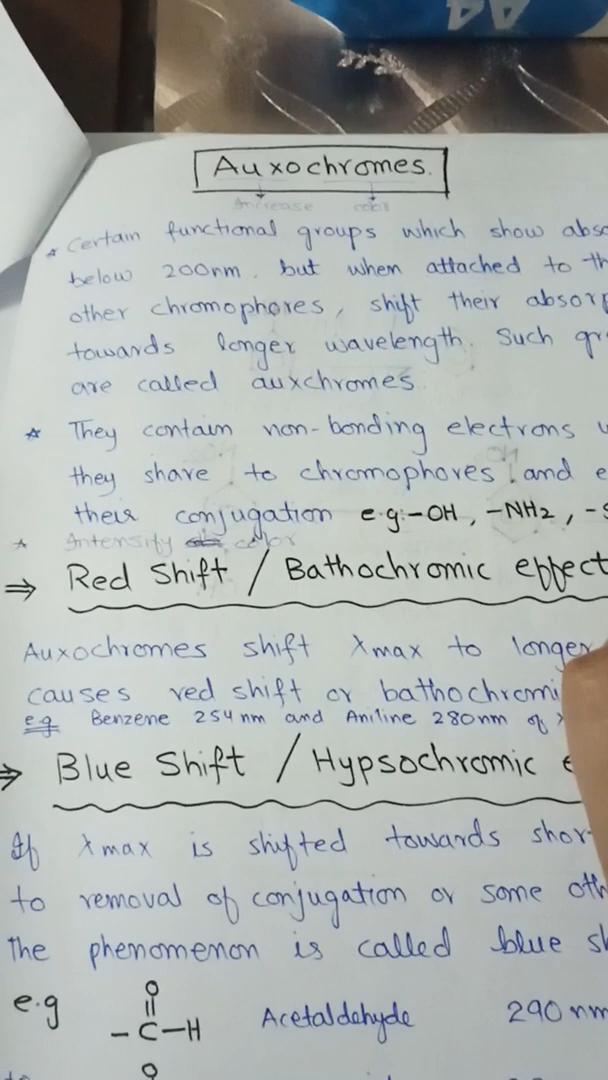 Auxochromes.
increase color
* Certain functional groups which show abso
below 200nm. but when attached to th
other chromophores, shift their absorp
towards longer wavelength. Such gr
are called auxchromes
* They contain non-bonding electrons
they share to chromophores and e
their conjugation e.g:- -OH, -NH2, -S
* Intensity color
⇒ Red Shift / Bathochromic effect
Auxochromes shift λmax to longer
causes red shift or bathochromi
e.g Benzene 254 nm and Aniline 280nm of
⇒ Blue Shift / Hypsochromic e
If λmax is shifted towards shor
to removal of conjugation or some oth
The phenomenon is called blue sh
e.g O
- C - H Acetaldehyde 290 nm
O